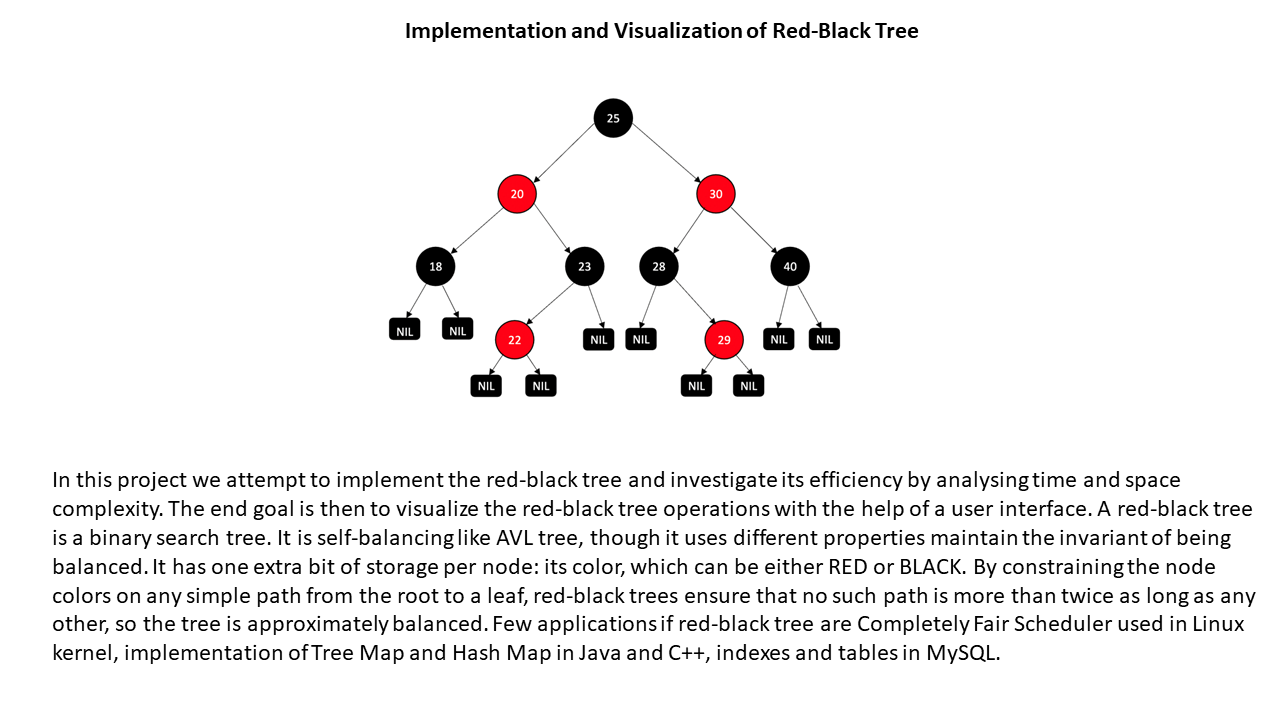 Implementation and Visualization of Red-Black Tree
25
20
30
18
23
28
40
NIL
NIL
22
NIL
NIL
29
NIL
NIL
NIL
NIL
NIL
NIL
In this project we attempt to implement the red-black tree and investigate its efficiency by analysing time and space
complexity. The end goal is then to visualize the red-black tree operations with the help of a user interface. A red-black tree
is a binary search tree. It is self-balancing like AVL tree, though it uses different properties maintain the invariant of being
balanced. It has one extra bit of storage per node: its color, which can be either RED or BLACK. By constraining the node
colors on any simple path from the root to a leaf, red-black trees ensure that no such path is more than twice as long as any
other, so the tree is approximately balanced. Few applications if red-black tree are Completely Fair Scheduler used in Linux
kernel, implementation of Tree Map and Hash Map in Java and C++, indexes and tables in MySQL.